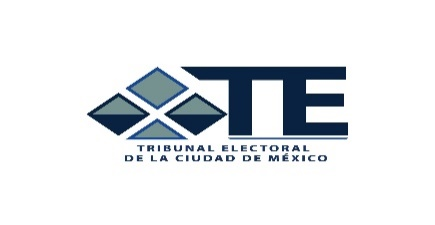 TE
TRIBUNAL ELECTORAL
DE LA CIUDAD DE MÉXICO